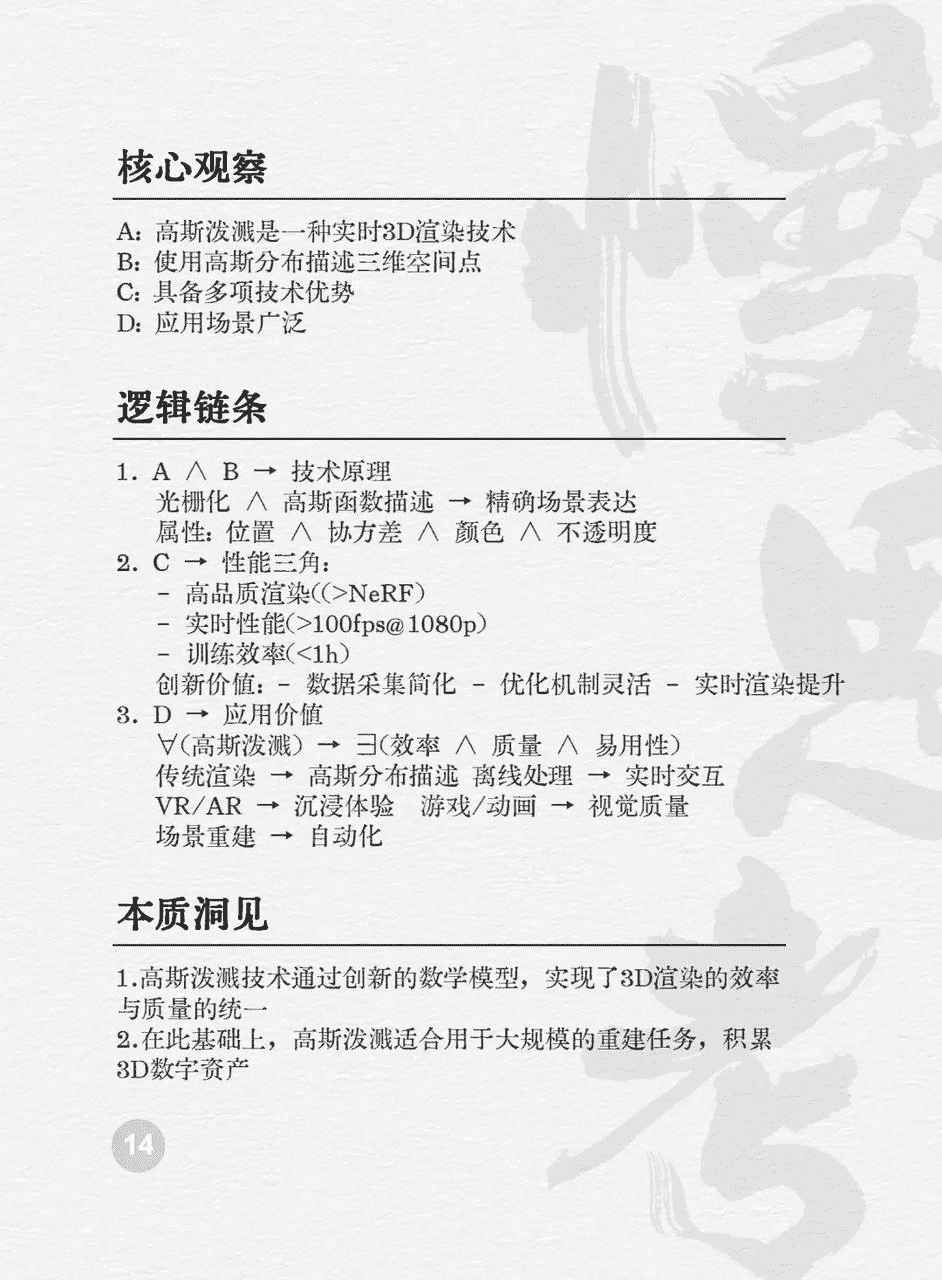 核心观察
A: 高斯泼溅是一种实时3D渲染技术
B: 使用高斯分布描述三维空间点
C: 具备多项技术优势
D: 应用场景广泛
逻辑链条
1. A ∧ B → 技术原理
光栅化 ∧ 高斯函数描述 → 精确场景表达
属性: 位置 ∧ 协方差 ∧ 颜色 ∧ 不透明度
2. C → 性能三角:
- 高品质渲染((>NeRF)
- 实时性能(>100fps@1080p)
- 训练效率(<1h)
创新价值: - 数据采集简化 - 优化机制灵活 - 实时渲染提升
3. D → 应用价值
∀(高斯泼溅) → ∃(效率 ∧ 质量 ∧ 易用性)
传统渲染 → 高斯分布描述 离线处理 → 实时交互
VR/AR → 沉浸体验 游戏/动画 → 视觉质量
场景重建 → 自动化
本质洞见
1.高斯泼溅技术通过创新的数学模型，实现了3D渲染的效率
与质量的统一
2.在此基础上，高斯泼溅适合用于大规模的重建任务，积累
3D数字资产
14
慢思考